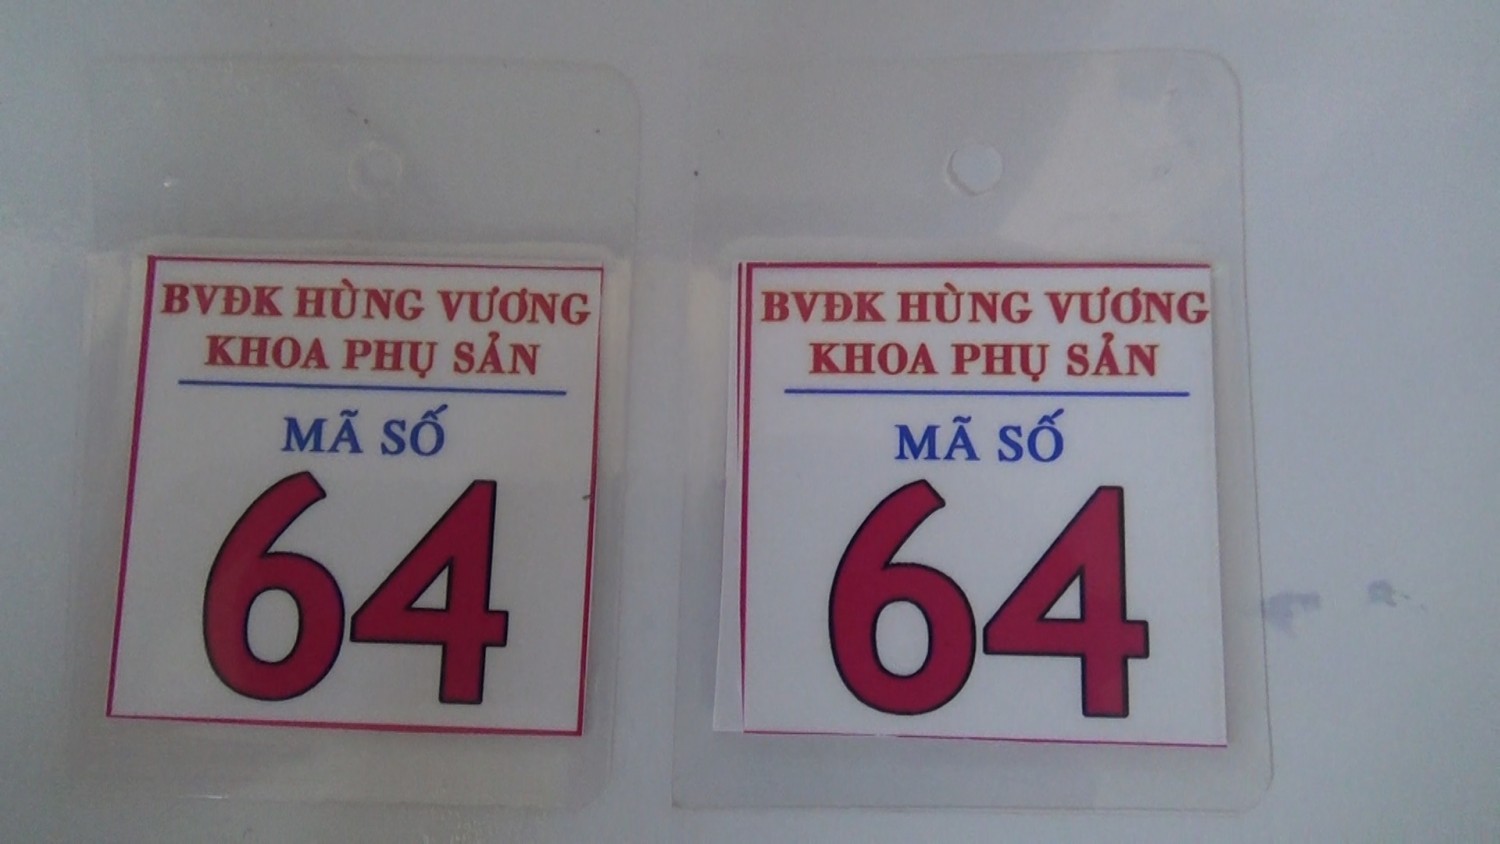 BVĐK HÙNG VƯƠNG
KHOA PHỤ SẢN
MÃ SỐ
64
BVĐK HÙNG VƯƠNG
KHOA PHỤ SẢN
MÃ SỐ
64